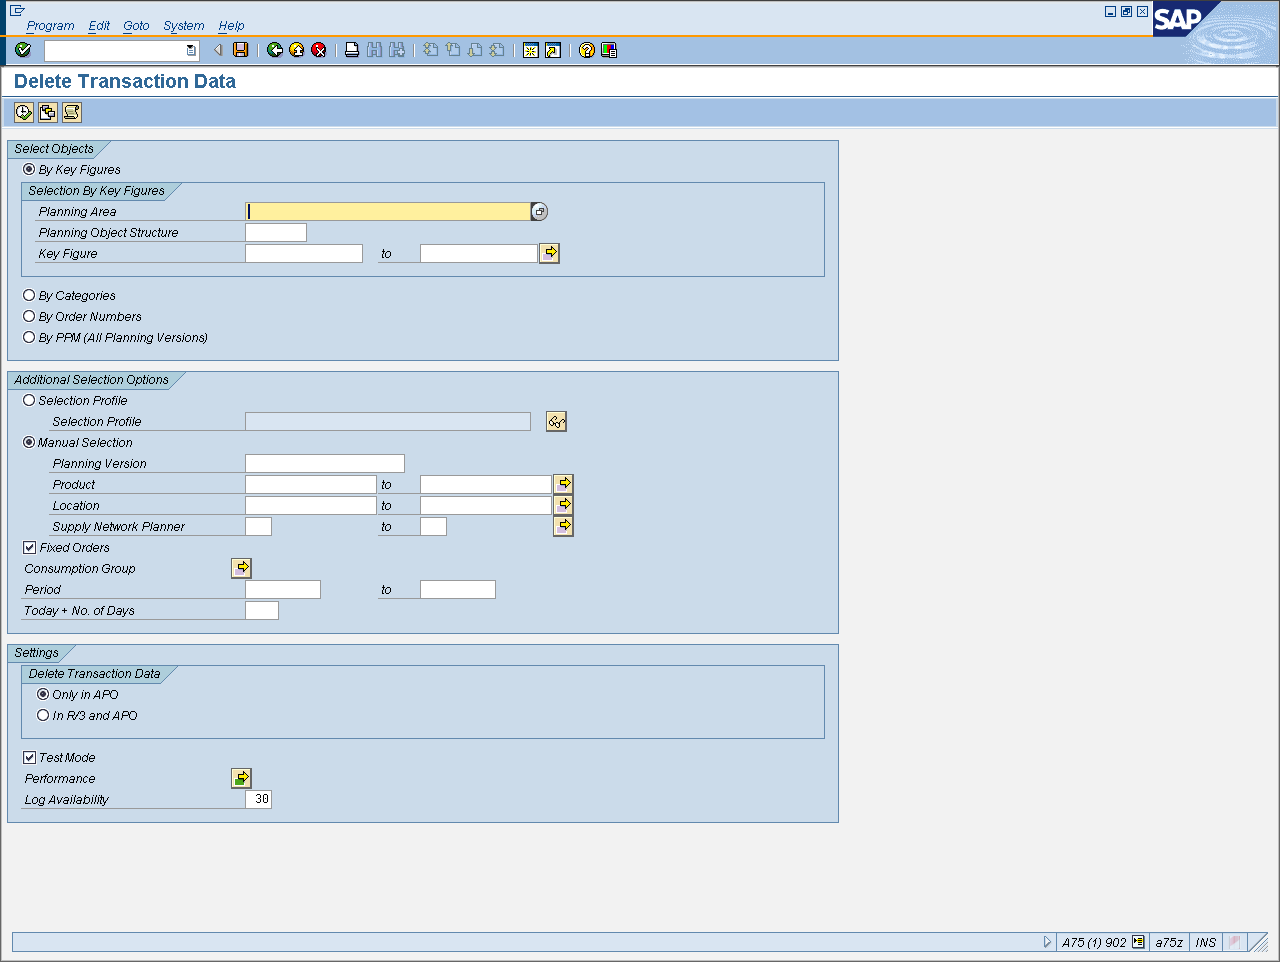 Program Edit Goto System Help
SAP
Delete Transaction Data
Select Objects
By Key Figures
Selection By Key Figures
Planning Area
Planning Object Structure
Key Figure to
By Categories
By Order Numbers
By PPM (All Planning Versions)
Additional Selection Options
Selection Profile
Selection Profile
Manual Selection
Planning Version
Product to
Location to
Supply Network Planner to
Fixed Orders
Consumption Group
Period to
Today + No. of Days
Settings
Delete Transaction Data
Only in APO
In R/3 and APO
Test Mode
Performance
Log Availability 30
A75 (1) 902 a75z INS